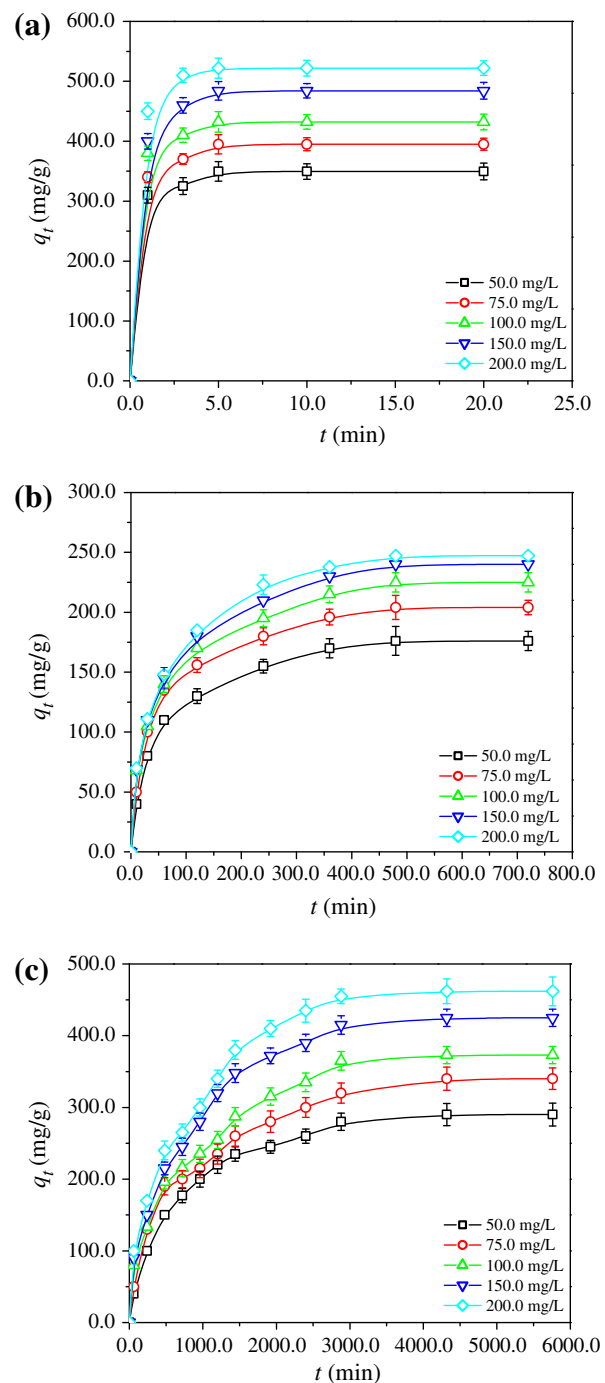 (a)
600.0
500.0
400.0
300.0
200.0
100.0
0.0
q_t (mg/g)
50.0 mg/L
75.0 mg/L
100.0 mg/L
150.0 mg/L
200.0 mg/L
0.0 5.0 10.0 15.0 20.0 25.0
t (min)
(b)
300.0
250.0
200.0
150.0
100.0
50.0
0.0
q_t (mg/g)
50.0 mg/L
75.0 mg/L
100.0 mg/L
150.0 mg/L
200.0 mg/L
0.0 100.0 200.0 300.0 400.0 500.0 600.0 700.0 800.0
t (min)
(c)
500.0
400.0
300.0
200.0
100.0
0.0
q_t (mg/g)
50.0 mg/L
75.0 mg/L
100.0 mg/L
150.0 mg/L
200.0 mg/L
0.0 1000.0 2000.0 3000.0 4000.0 5000.0 6000.0
t (min)